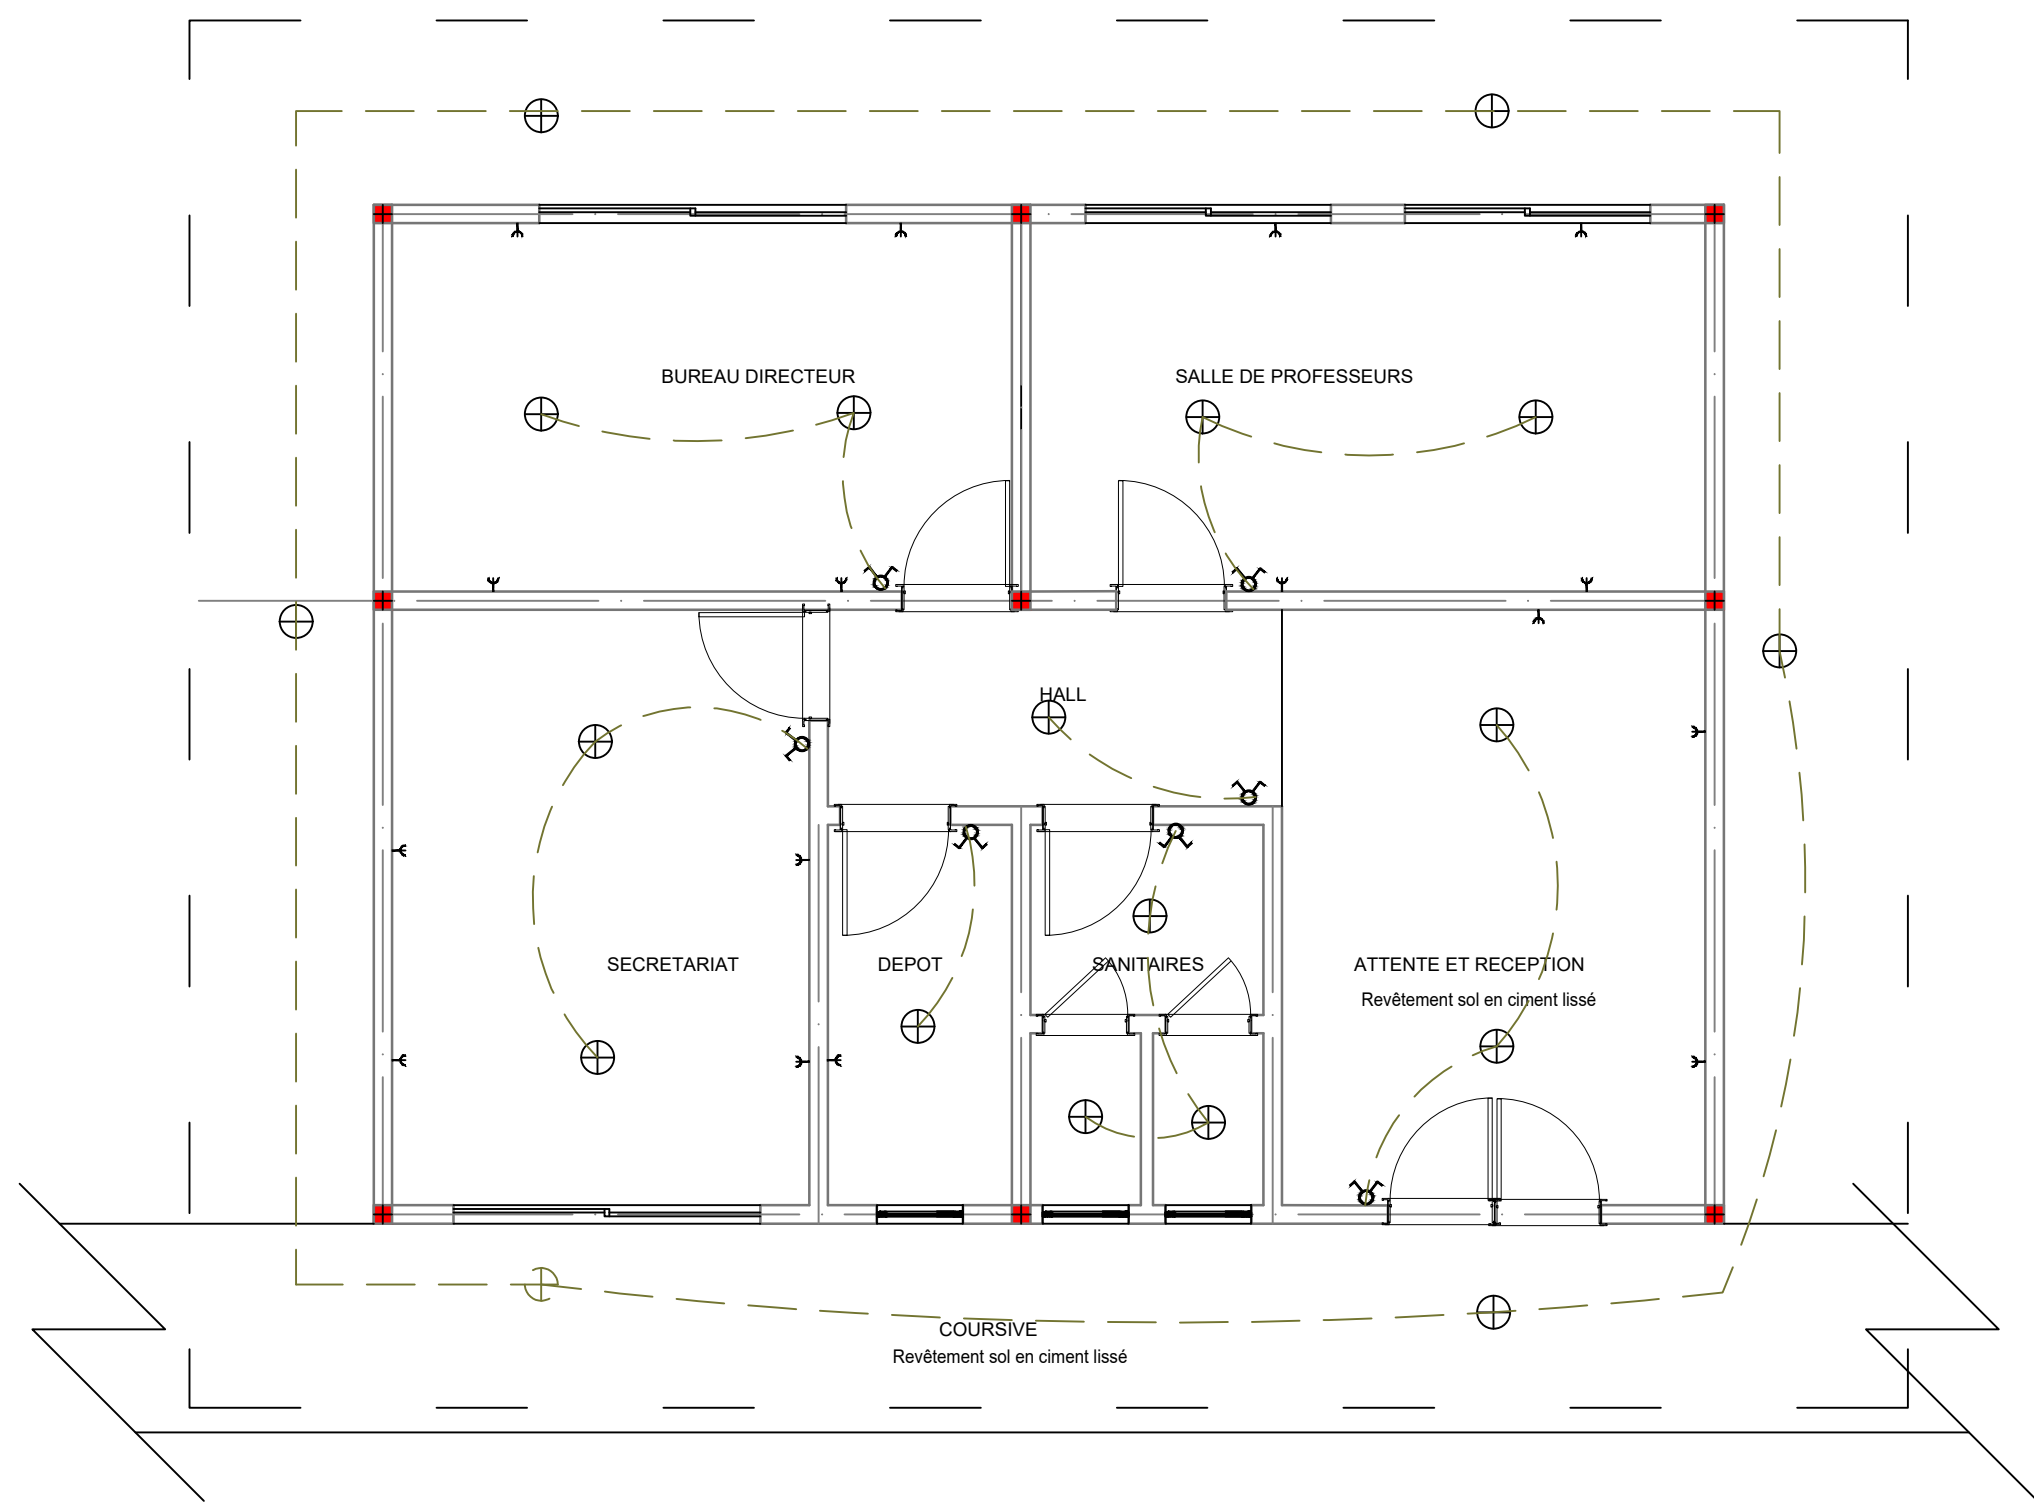 BUREAU DIRECTEUR
SALLE DE PROFESSEURS
HALL
SECRETARIAT
DEPOT
SANITAIRES
ATTENTE ET RECEPTION
Revêtement sol en ciment lissé
COURSIVE
Revêtement sol en ciment lissé